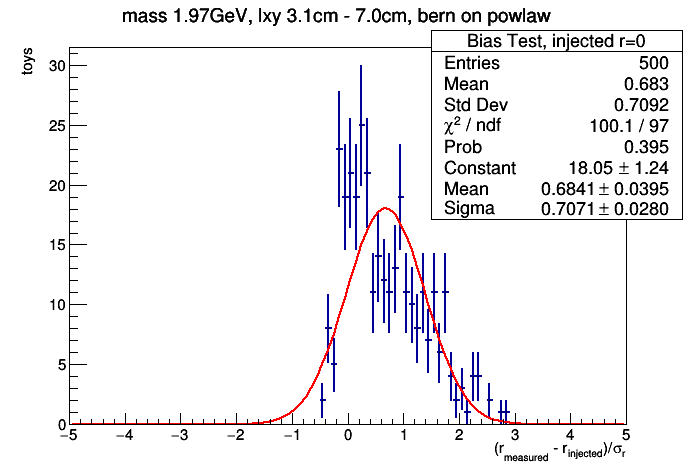 mass 1.97GeV, lxy 3.1cm - 7.0cm, bern on powlaw
Bias Test, injected r=0
Entries 500
Mean 0.683
Std Dev 0.7092
χ² / ndf 100.1 / 97
Prob 0.395
Constant 18.05 ± 1.24
Mean 0.6841 ± 0.0395
Sigma 0.7071 ± 0.0280
toys
30
25
20
15
10
5
0
−5 −4 −3 −2 −1 0 1 2 3 4 5
(r_measured - r_injected)/σ_r